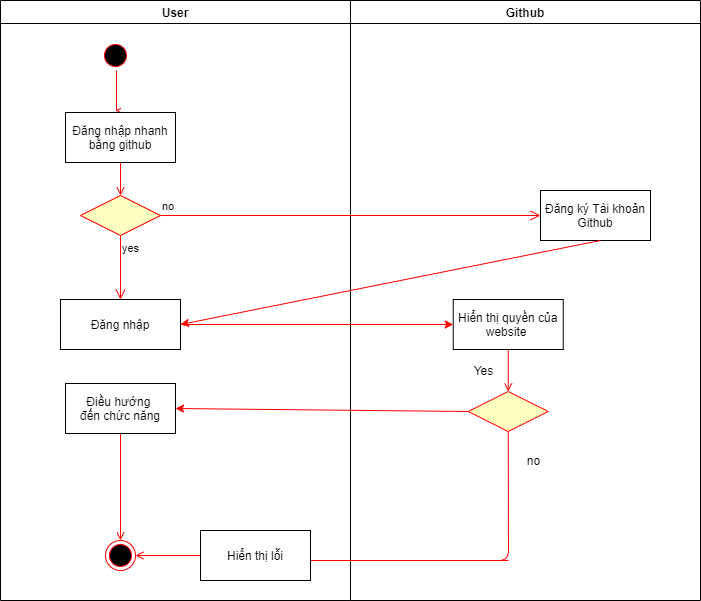 User
Github
Đăng nhập nhanh
bằng github
no
yes
Đăng ký Tài khoản
Github
Đăng nhập
Hiển thị quyền của
website
Yes
Điều hướng
đến chức năng
no
Hiển thị lỗi